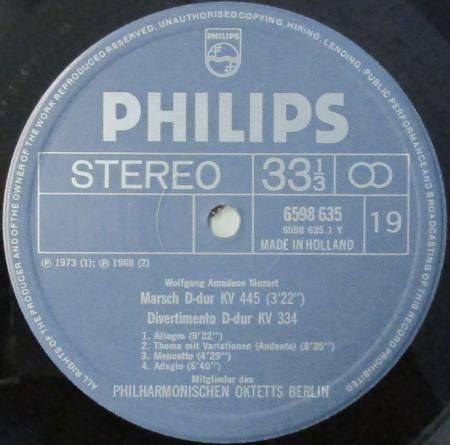 ALL RIGHTS OF THE PRODUCER AND OF THE OWNER OF THE WORK REPRODUCED RESERVED. UNAUTHORISED COPYING, HIRING, LENDING, PUBLIC PERFORMANCE AND BROADCASTING OF THIS RECORD PROHIBITED
PHILIPS
PHILIPS
STEREO 33⅓ ∞
6598 635
6598 635.1 Y
MADE IN HOLLAND
19
Ⓟ 1973 (1); Ⓟ 1968 (2)
Wolfgang Amadeus Mozart
Marsch D-dur KV 445 (3'22")
Divertimento D-dur KV 334
1. Allegro (9'22")
2. Thema mit Variationen (Andante) (8'35")
3. Menuetto (4'29")
4. Adagio (6'40")
Mitglieder des
PHILHARMONISCHEN OKTETTS BERLIN